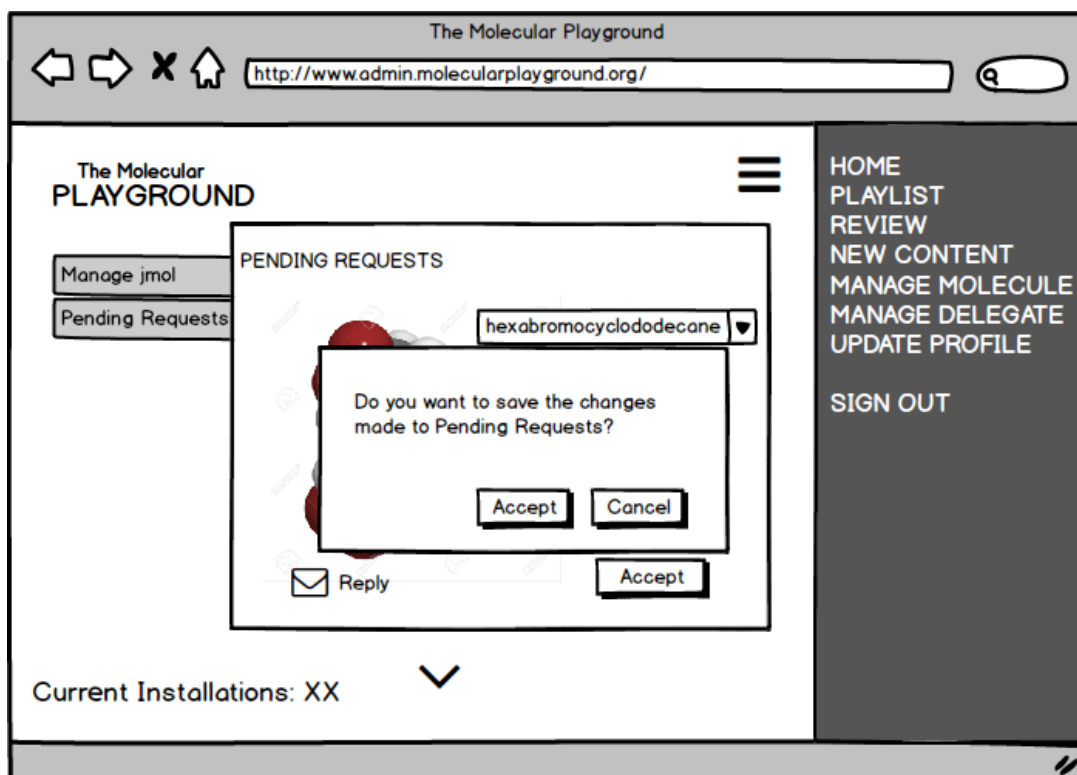 The Molecular Playground
http://www.admin.molecularplayground.org/
The Molecular
PLAYGROUND
Manage jmol
Pending Requests
PENDING REQUESTS
hexabromocyclododecane
Do you want to save the changes
made to Pending Requests?
Accept
Cancel
Reply
Accept
Current Installations: XX
HOME
PLAYLIST
REVIEW
NEW CONTENT
MANAGE MOLECULE
MANAGE DELEGATE
UPDATE PROFILE
SIGN OUT